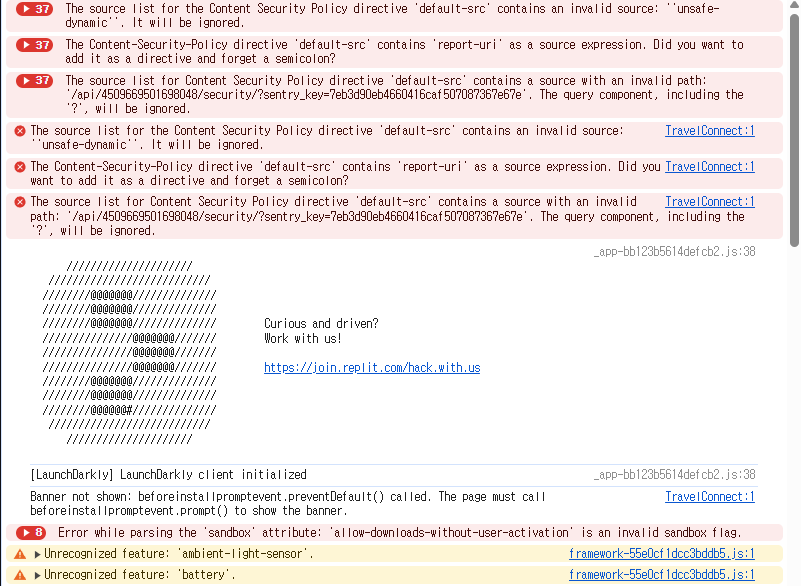 37 The source list for the Content Security Policy directive 'default-src' contains an invalid source: ''unsafe-
dynamic''. It will be ignored.
37 The Content-Security-Policy directive 'default-src' contains 'report-uri' as a source expression. Did you want to
add it as a directive and forget a semicolon?
37 The source list for Content Security Policy directive 'default-src' contains a source with an invalid path:
'/api/4509669501698048/security/?sentry_key=7eb3d90eb4660416caf507087367e67e'. The query component, including the
'?', will be ignored.
The source list for the Content Security Policy directive 'default-src' contains an invalid source: TravelConnect:1
''unsafe-dynamic''. It will be ignored.
The Content-Security-Policy directive 'default-src' contains 'report-uri' as a source expression. Did you TravelConnect:1
want to add it as a directive and forget a semicolon?
The source list for Content Security Policy directive 'default-src' contains a source with an invalid TravelConnect:1
path: '/api/4509669501698048/security/?sentry_key=7eb3d90eb4660416caf507087367e67e'. The query component, including the
'?', will be ignored.
_app-bb123b5614defcb2.js:38
/////////////////////
///////////////////////////
////////@@@@@@@//////////////
////////@@@@@@@//////////////
////////@@@@@@@////////////// Curious and driven?
///////////////@@@@@@@/////// Work with us!
///////////////@@@@@@@///////
///////////////@@@@@@@/////// https://join.replit.com/hack.with.us
////////@@@@@@@//////////////
////////@@@@@@@//////////////
////////@@@@@@#//////////////
///////////////////////////
/////////////////////
[LaunchDarkly] LaunchDarkly client initialized _app-bb123b5614defcb2.js:38
Banner not shown: beforeinstallpromptevent.preventDefault() called. The page must call TravelConnect:1
beforeinstallpromptevent.prompt() to show the banner.
8 Error while parsing the 'sandbox' attribute: 'allow-downloads-without-user-activation' is an invalid sandbox flag.
Unrecognized feature: 'ambient-light-sensor'. framework-55e0cf1dcc3bddb5.js:1
Unrecognized feature: 'battery'. framework-55e0cf1dcc3bddb5.js:1